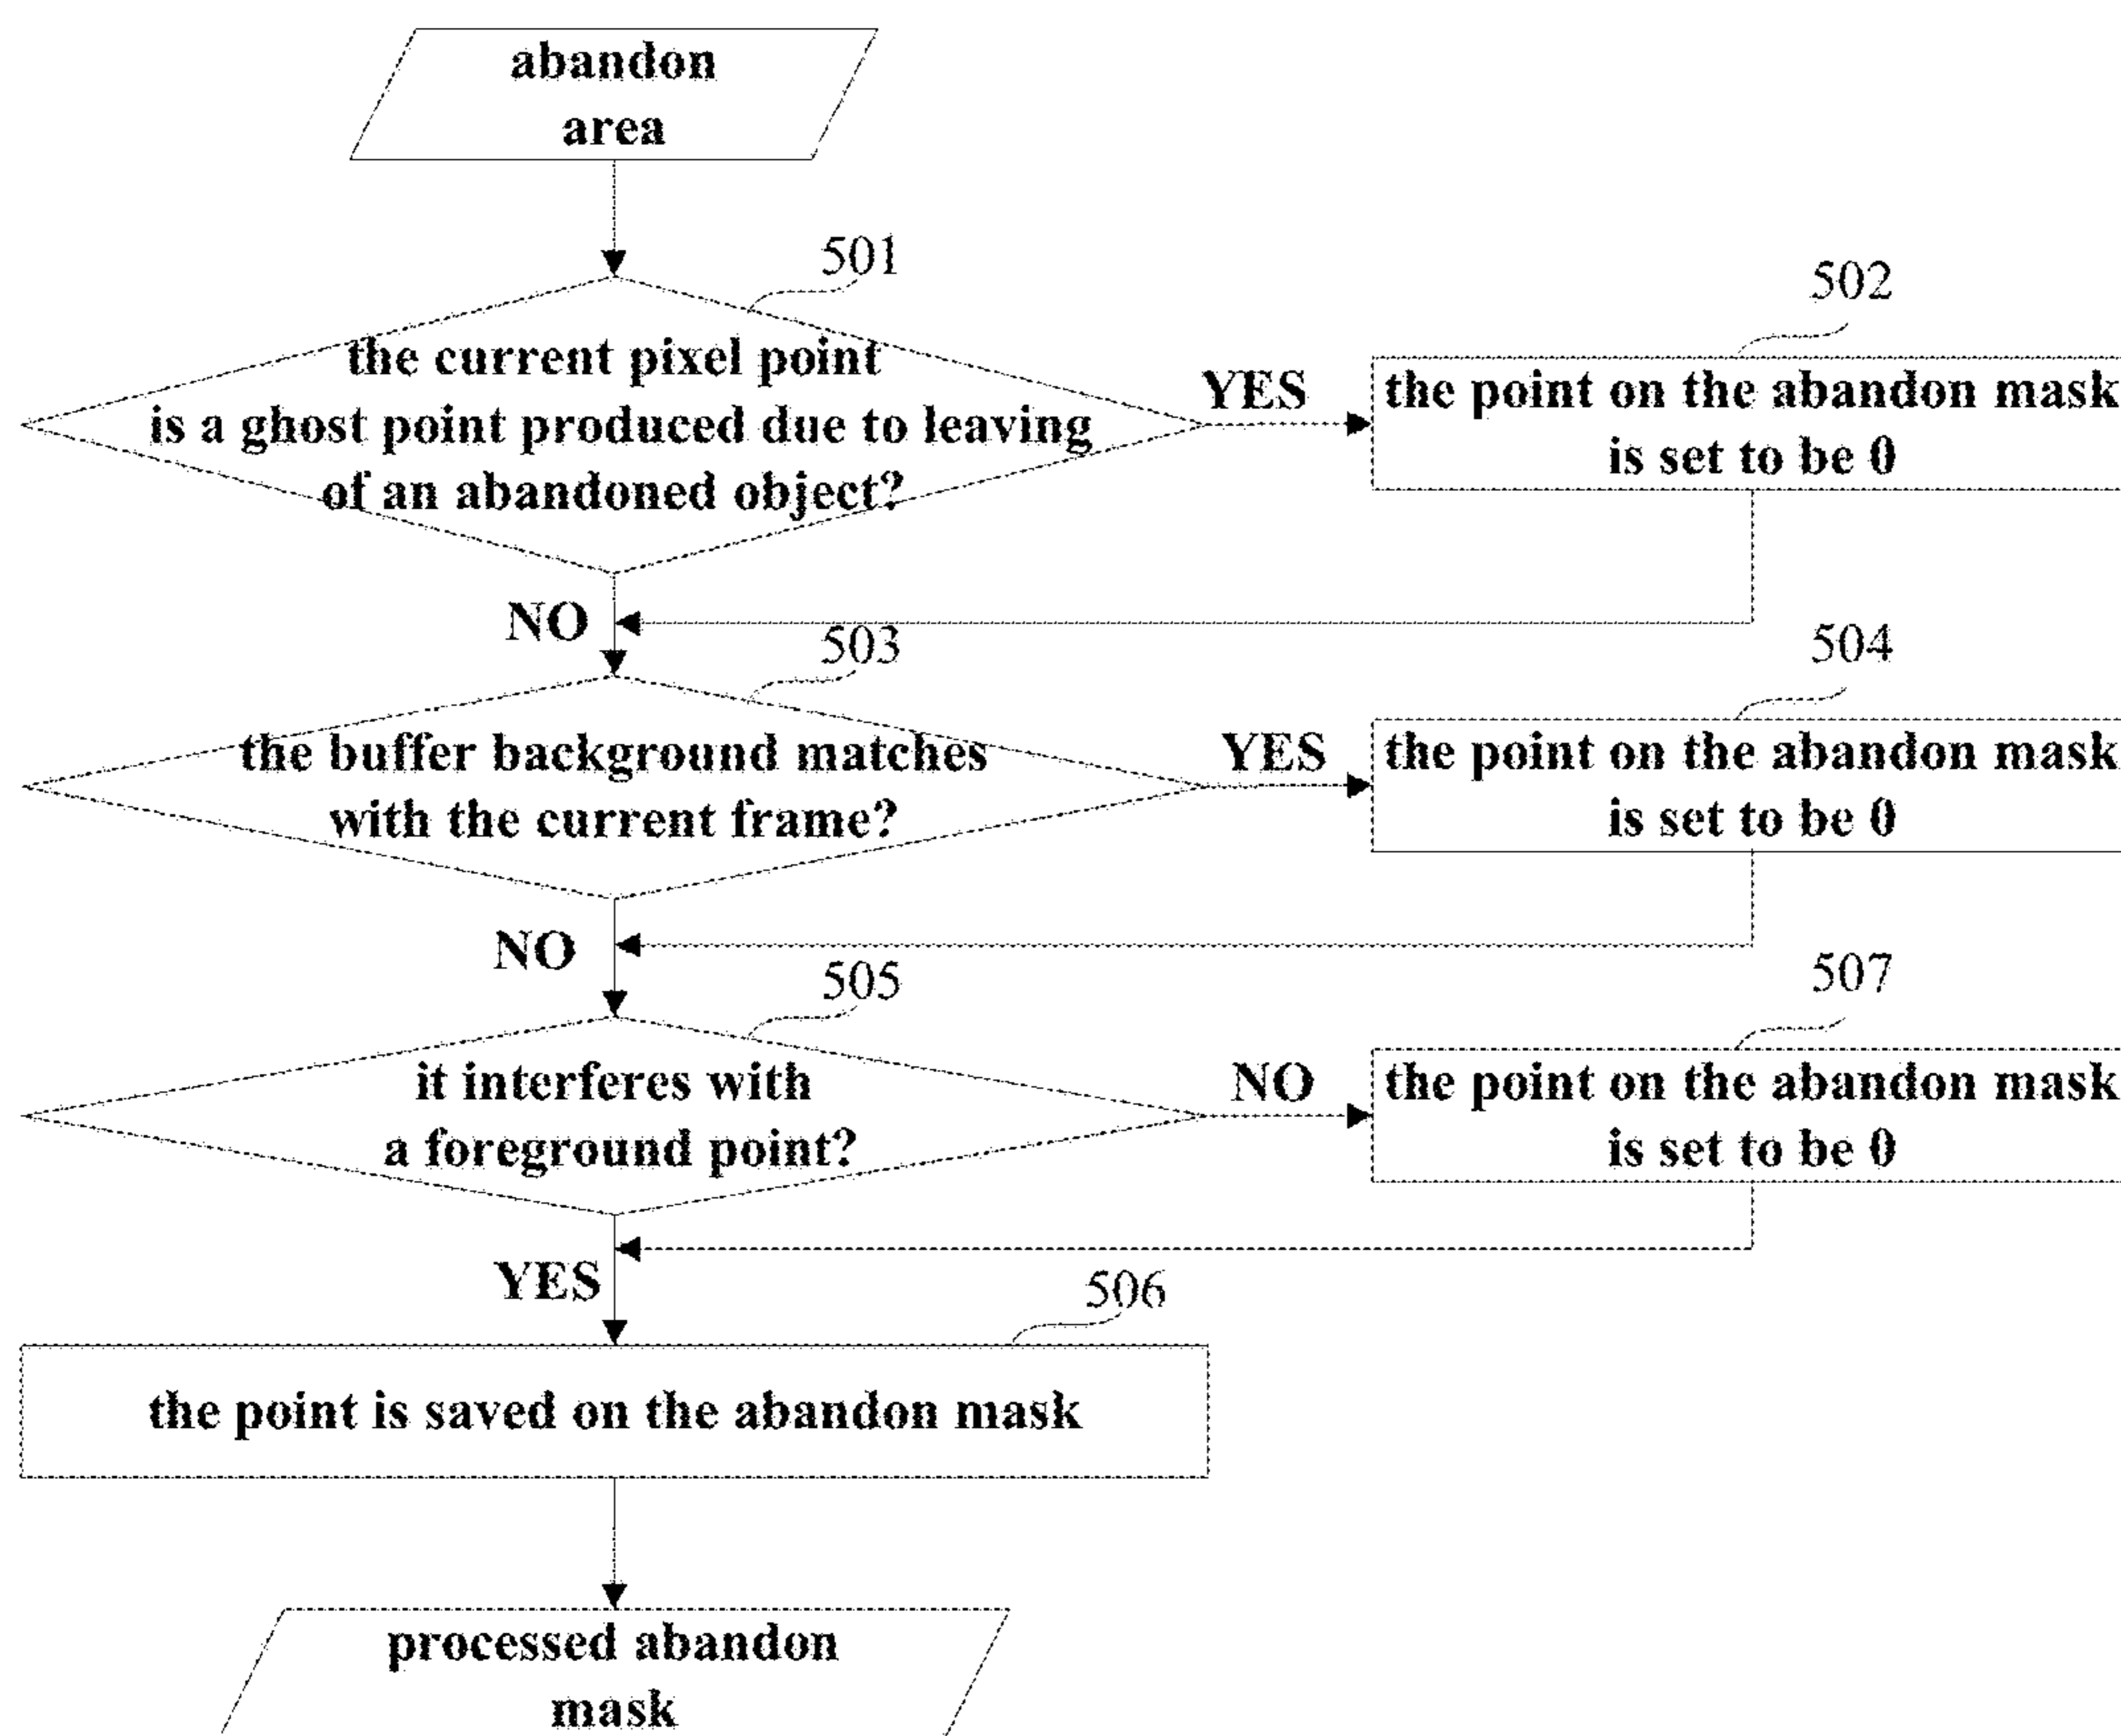 abandon
area
501
the current pixel point
is a ghost point produced due to leaving
of an abandoned object?
YES
502
the point on the abandon mask
is set to be 0
NO
503
the buffer background matches
with the current frame?
YES
504
the point on the abandon mask
is set to be 0
NO
505
it interferes with
a foreground point?
NO
507
the point on the abandon mask
is set to be 0
YES
506
the point is saved on the abandon mask
processed abandon
mask